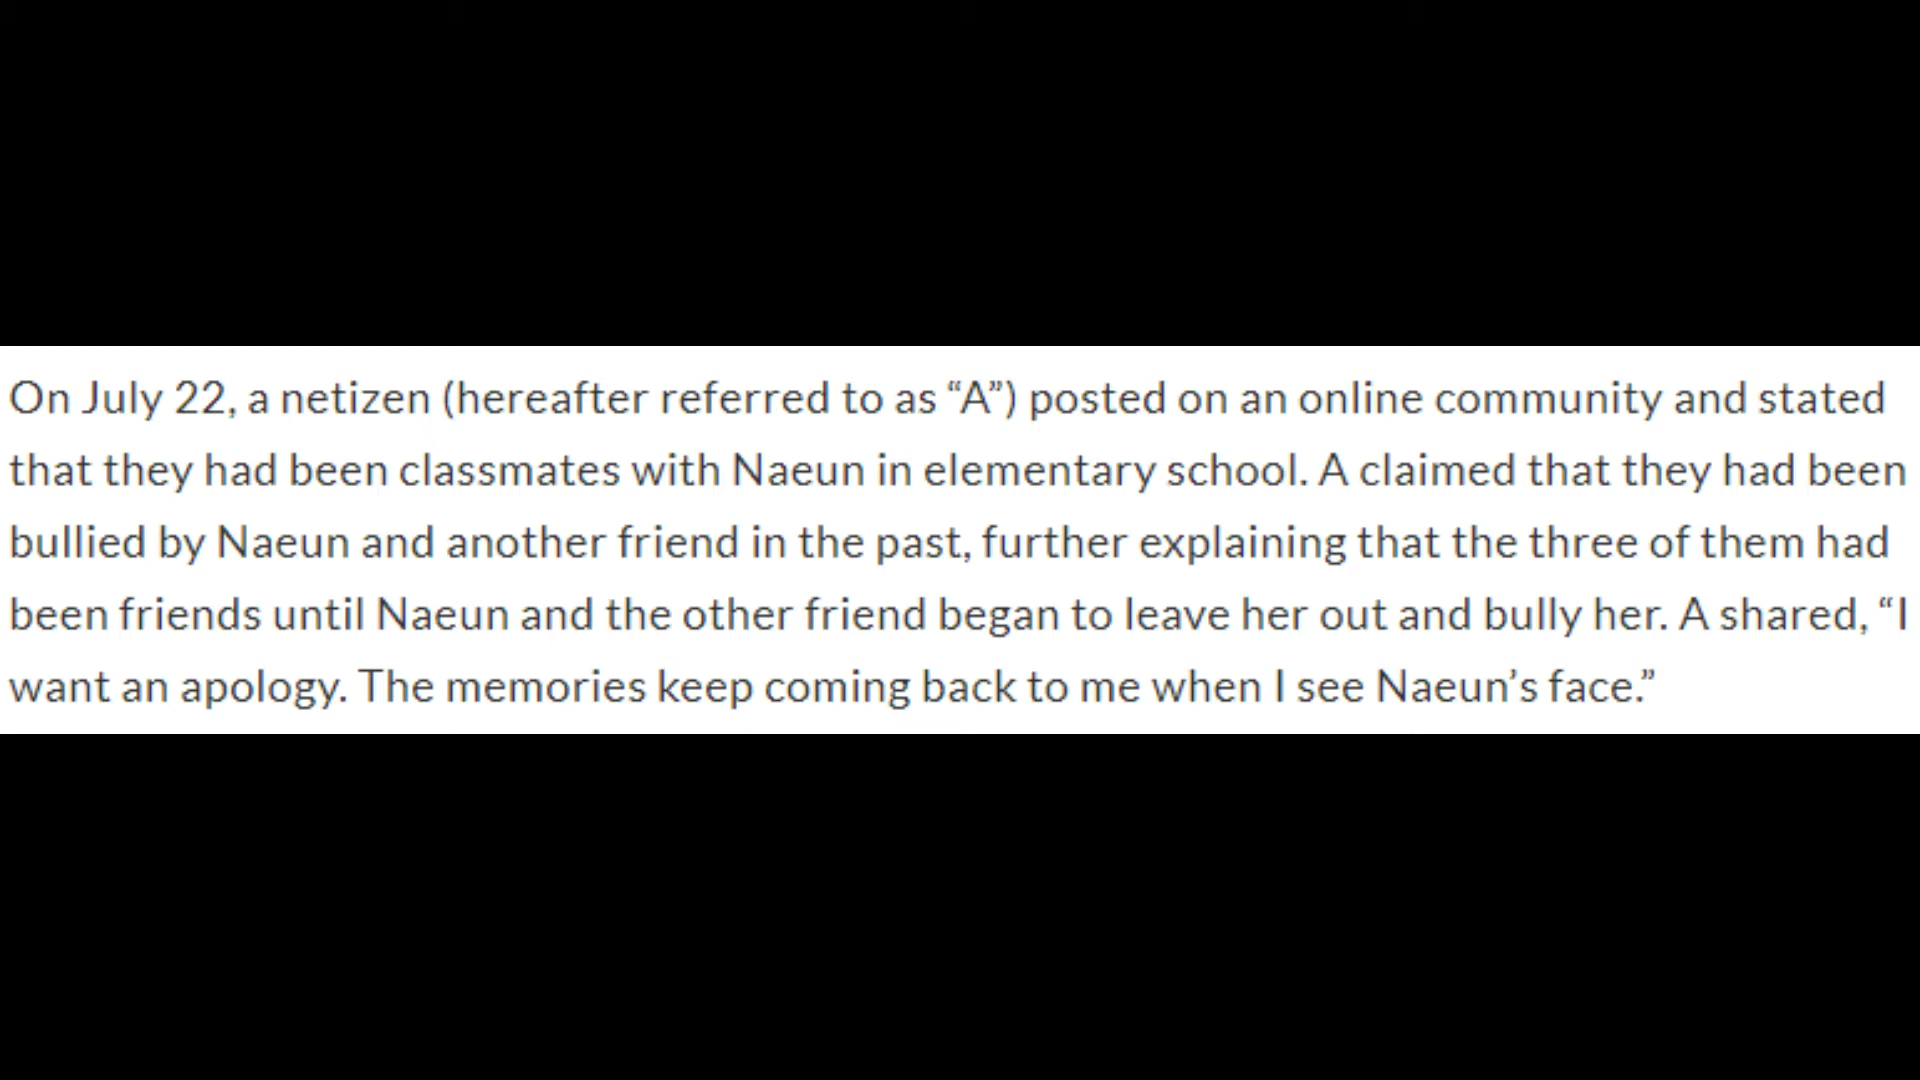 On July 22, a netizen (hereafter referred to as “A”) posted on an online community and stated
that they had been classmates with Naeun in elementary school. A claimed that they had been
bullied by Naeun and another friend in the past, further explaining that the three of them had
been friends until Naeun and the other friend began to leave her out and bully her. A shared, “I
want an apology. The memories keep coming back to me when I see Naeun’s face.”